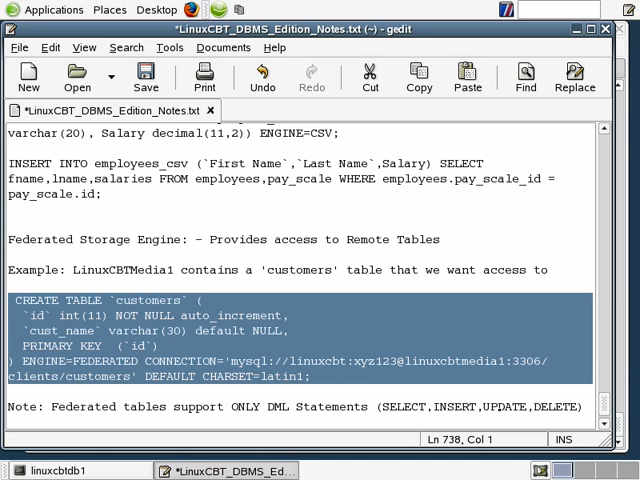 Applications Places Desktop
*LinuxCBT_DBMS_Edition_Notes.txt (~) - gedit
File Edit View Search Tools Documents Help
New Open Save Print Undo Redo Cut Copy Paste Find Replace
*LinuxCBT_DBMS_Edition_Notes.txt x
varchar(20), Salary decimal(11,2)) ENGINE=CSV;
INSERT INTO employees_csv (`First Name`,`Last Name`,Salary) SELECT
fname,lname,salaries FROM employees,pay_scale WHERE employees.pay_scale_id =
pay_scale.id;
Federated Storage Engine: - Provides access to Remote Tables
Example: LinuxCBTMedia1 contains a 'customers' table that we want access to
CREATE TABLE `customers` (
`id` int(11) NOT NULL auto_increment,
`cust_name` varchar(30) default NULL,
PRIMARY KEY (`id`)
) ENGINE=FEDERATED CONNECTION='mysql://linuxcbt:xyz123@linuxcbtmedia1:3306/
clients/customers' DEFAULT CHARSET=latin1;
Note: Federated tables support ONLY DML Statements (SELECT,INSERT,UPDATE,DELETE)
Ln 738, Col 1 INS
linuxcbtdb1 *LinuxCBT_DBMS_Ed...